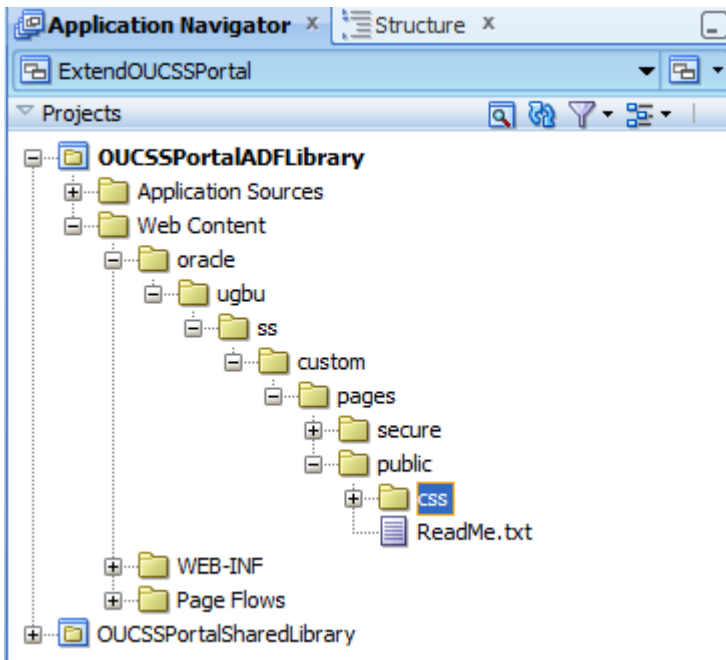 Application Navigator x Structure x
ExtendOUCSSPortal
Projects
OUCSSPortalADFLibrary
Application Sources
Web Content
oracle
ugbu
ss
custom
pages
secure
public
css
ReadMe.txt
WEB-INF
Page Flows
OUCSSPortalSharedLibrary